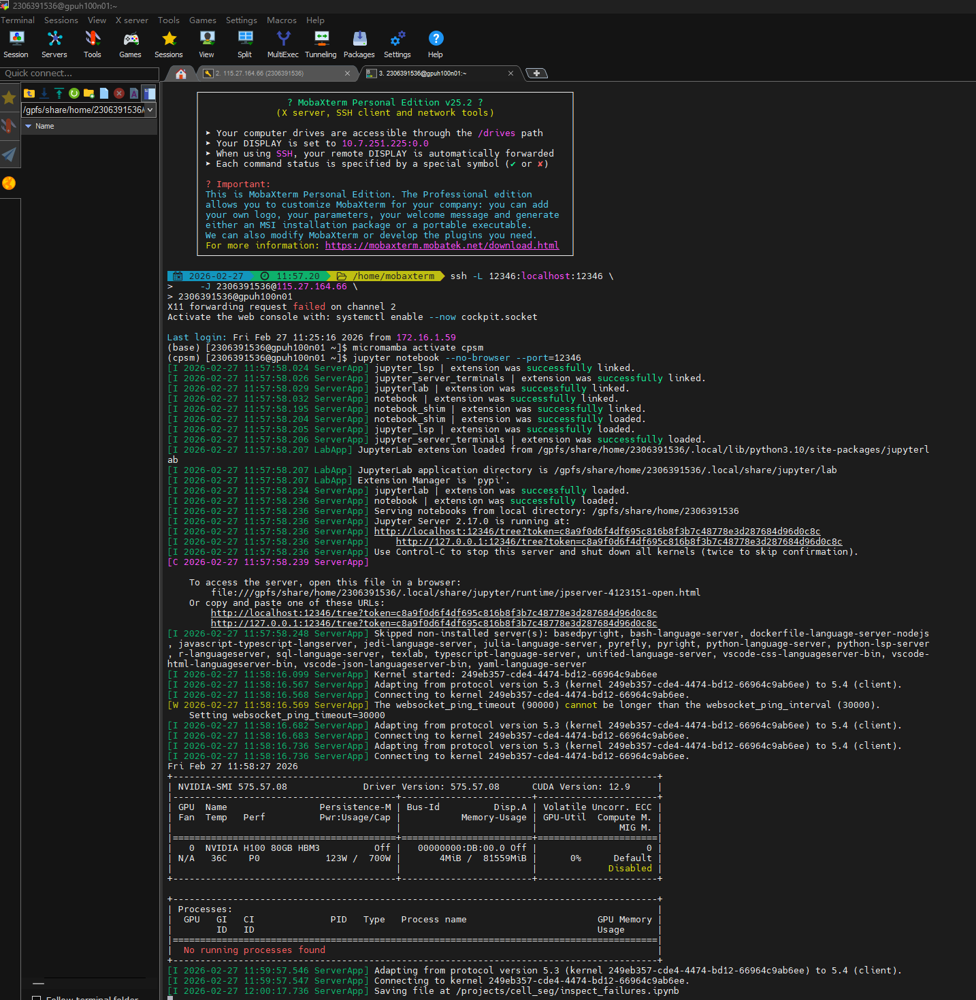 2306391536@gpuh100n01:~
Terminal Sessions View X server Tools Games Settings Macros Help
Session Servers Tools Games Sessions View Split MultiExec Tunneling Packages Settings Help
Quick connect...
2. 115.27.164.66 (2306391536)
3. 2306391536@gpuh100n01:~
/gpfs/share/home/2306391536/
Name
? MobaXterm Personal Edition v25.2 ?
(X server, SSH client and network tools)
➤ Your computer drives are accessible through the /drives path
➤ Your DISPLAY is set to 10.7.251.225:0.0
➤ When using SSH, your remote DISPLAY is automatically forwarded
➤ Each command status is specified by a special symbol (✔ or ✘)
? Important:
This is MobaXterm Personal Edition. The Professional edition
allows you to customize MobaXterm for your company: you can add
your own logo, your parameters, your welcome message and generate
either an MSI installation package or a portable executable.
We can also modify MobaXterm or develop the plugins you need.
For more information: https://mobaxterm.mobatek.net/download.html
2026-02-27 11:57.20 /home/mobaxterm ssh -L 12346:localhost:12346 \
>     -J 2306391536@115.27.164.66 \
> 2306391536@gpuh100n01
X11 forwarding request failed on channel 2
Activate the web console with: systemctl enable --now cockpit.socket
Last login: Fri Feb 27 11:25:16 2026 from 172.16.1.59
(base) [2306391536@gpuh100n01 ~]$ micromamba activate cpsm
(cpsm) [2306391536@gpuh100n01 ~]$ jupyter notebook --no-browser --port=12346
[I 2026-02-27 11:57:58.024 ServerApp] jupyter_lsp | extension was successfully linked.
[I 2026-02-27 11:57:58.026 ServerApp] jupyter_server_terminals | extension was successfully linked.
[I 2026-02-27 11:57:58.029 ServerApp] jupyterlab | extension was successfully linked.
[I 2026-02-27 11:57:58.032 ServerApp] notebook | extension was successfully linked.
[I 2026-02-27 11:57:58.195 ServerApp] notebook_shim | extension was successfully linked.
[I 2026-02-27 11:57:58.204 ServerApp] notebook_shim | extension was successfully loaded.
[I 2026-02-27 11:57:58.205 ServerApp] jupyter_lsp | extension was successfully loaded.
[I 2026-02-27 11:57:58.206 ServerApp] jupyter_server_terminals | extension was successfully loaded.
[I 2026-02-27 11:57:58.207 LabApp] JupyterLab extension loaded from /gpfs/share/home/2306391536/.local/lib/python3.10/site-packages/jupyterl
ab
[I 2026-02-27 11:57:58.207 LabApp] JupyterLab application directory is /gpfs/share/home/2306391536/.local/share/jupyter/lab
[I 2026-02-27 11:57:58.207 LabApp] Extension Manager is 'pypi'.
[I 2026-02-27 11:57:58.234 ServerApp] jupyterlab | extension was successfully loaded.
[I 2026-02-27 11:57:58.236 ServerApp] notebook | extension was successfully loaded.
[I 2026-02-27 11:57:58.236 ServerApp] Serving notebooks from local directory: /gpfs/share/home/2306391536
[I 2026-02-27 11:57:58.236 ServerApp] Jupyter Server 2.17.0 is running at:
[I 2026-02-27 11:57:58.236 ServerApp] http://localhost:12346/tree?token=c8a9f0d6f4df695c816b8f3b7c48778e3d287684d96d0c8c
[I 2026-02-27 11:57:58.236 ServerApp]     http://127.0.0.1:12346/tree?token=c8a9f0d6f4df695c816b8f3b7c48778e3d287684d96d0c8c
[I 2026-02-27 11:57:58.236 ServerApp] Use Control-C to stop this server and shut down all kernels (twice to skip confirmation).
[C 2026-02-27 11:57:58.239 ServerApp]
    To access the server, open this file in a browser:
        file:///gpfs/share/home/2306391536/.local/share/jupyter/runtime/jpserver-4123151-open.html
    Or copy and paste one of these URLs:
        http://localhost:12346/tree?token=c8a9f0d6f4df695c816b8f3b7c48778e3d287684d96d0c8c
        http://127.0.0.1:12346/tree?token=c8a9f0d6f4df695c816b8f3b7c48778e3d287684d96d0c8c
[I 2026-02-27 11:57:58.248 ServerApp] Skipped non-installed server(s): basedpyright, bash-language-server, dockerfile-language-server-nodejs
, javascript-typescript-langserver, jedi-language-server, julia-language-server, pyrefly, pyright, python-language-server, python-lsp-server
, r-languageserver, sql-language-server, texlab, typescript-language-server, unified-language-server, vscode-css-languageserver-bin, vscode-
html-languageserver-bin, vscode-json-languageserver-bin, yaml-language-server
[I 2026-02-27 11:58:16.099 ServerApp] Kernel started: 249eb357-cde4-4474-bd12-66964c9ab6ee
[I 2026-02-27 11:58:16.567 ServerApp] Adapting from protocol version 5.3 (kernel 249eb357-cde4-4474-bd12-66964c9ab6ee) to 5.4 (client).
[I 2026-02-27 11:58:16.568 ServerApp] Connecting to kernel 249eb357-cde4-4474-bd12-66964c9ab6ee.
[W 2026-02-27 11:58:16.569 ServerApp] The websocket_ping_timeout (90000) cannot be longer than the websocket_ping_interval (30000).
    Setting websocket_ping_timeout=30000
[I 2026-02-27 11:58:16.682 ServerApp] Adapting from protocol version 5.3 (kernel 249eb357-cde4-4474-bd12-66964c9ab6ee) to 5.4 (client).
[I 2026-02-27 11:58:16.683 ServerApp] Connecting to kernel 249eb357-cde4-4474-bd12-66964c9ab6ee.
[I 2026-02-27 11:58:16.736 ServerApp] Adapting from protocol version 5.3 (kernel 249eb357-cde4-4474-bd12-66964c9ab6ee) to 5.4 (client).
[I 2026-02-27 11:58:16.736 ServerApp] Connecting to kernel 249eb357-cde4-4474-bd12-66964c9ab6ee.
Fri Feb 27 11:58:27 2026
| NVIDIA-SMI 575.57.08              Driver Version: 575.57.08      CUDA Version: 12.9     |
| GPU  Name                 Persistence-M | Bus-Id          Disp.A | Volatile Uncorr. ECC |
| Fan  Temp   Perf          Pwr:Usage/Cap |           Memory-Usage | GPU-Util  Compute M. |
|                                         |                        |               MIG M. |
|   0  NVIDIA H100 80GB HBM3          Off |   00000000:DB:00.0 Off |                    0 |
| N/A   36C    P0            123W /  700W |       4MiB /  81559MiB |      0%      Default |
|                                         |                        |             Disabled |
| Processes:                                                                              |
|  GPU   GI   CI              PID   Type   Process name                        GPU Memory |
|        ID   ID                                                               Usage      |
|  No running processes found                                                             |
[I 2026-02-27 11:59:57.546 ServerApp] Adapting from protocol version 5.3 (kernel 249eb357-cde4-4474-bd12-66964c9ab6ee) to 5.4 (client).
[I 2026-02-27 11:59:57.547 ServerApp] Connecting to kernel 249eb357-cde4-4474-bd12-66964c9ab6ee.
[I 2026-02-27 12:00:17.736 ServerApp] Saving file at /projects/cell_seg/inspect_failures.ipynb
Follow terminal folder